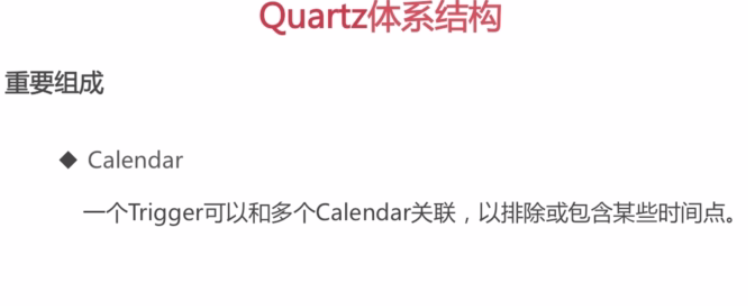 Quartz体系结构
重要组成
◆ Calendar
一个Trigger可以和多个Calendar关联，以排除或包含某些时间点。